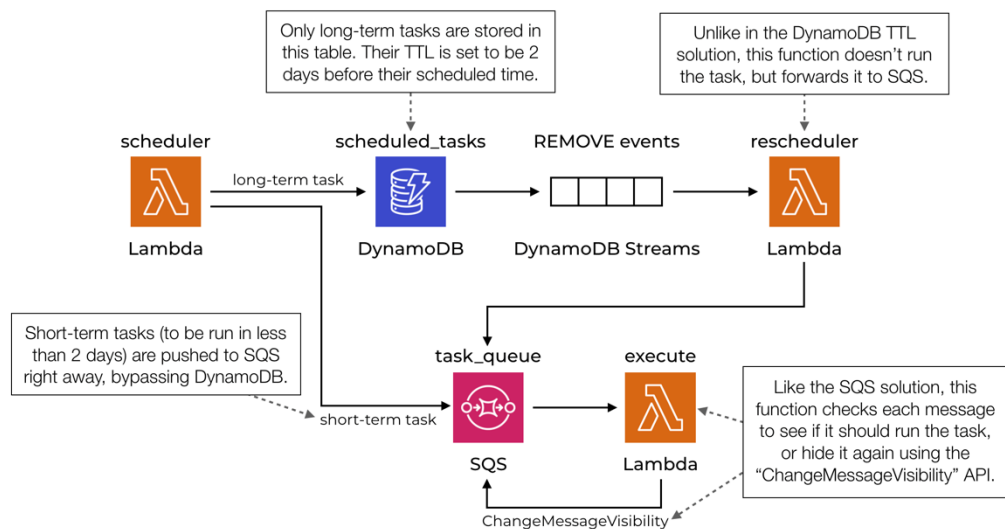 Only long-term tasks are stored in
this table. Their TTL is set to be 2
days before their scheduled time.
Unlike in the DynamoDB TTL
solution, this function doesn't run
the task, but forwards it to SQS.
scheduler
scheduled_tasks
REMOVE events
rescheduler
long-term task
Lambda
DynamoDB
DynamoDB Streams
Lambda
Short-term tasks (to be run in less
than 2 days) are pushed to SQS
right away, bypassing DynamoDB.
task_queue
execute
short-term task
Like the SQS solution, this
function checks each message
to see if it should run the task,
or hide it again using the
“ChangeMessageVisibility” API.
SQS
Lambda
ChangeMessageVisibility